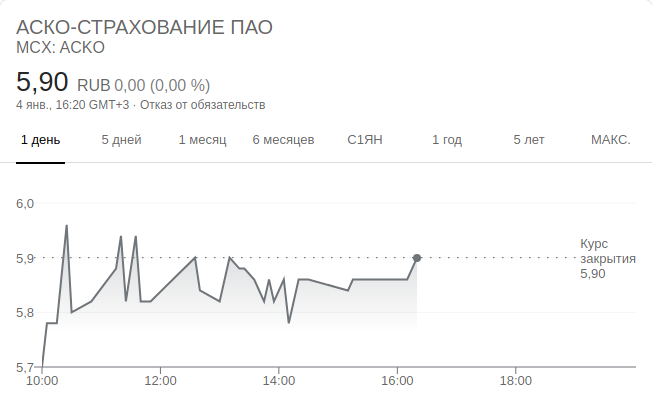 АСКО-СТРАХОВАНИЕ ПАО
MCX: ACKO
5,90 RUB 0,00 (0,00 %)
4 янв., 16:20 GMT+3 · Отказ от обязательств
1 день 5 дней 1 месяц 6 месяцев С1ЯН 1 год 5 лет МАКС.
6,0
5,9
5,8
5,7
Курс
закрытия
5,90
10:00 12:00 14:00 16:00 18:00